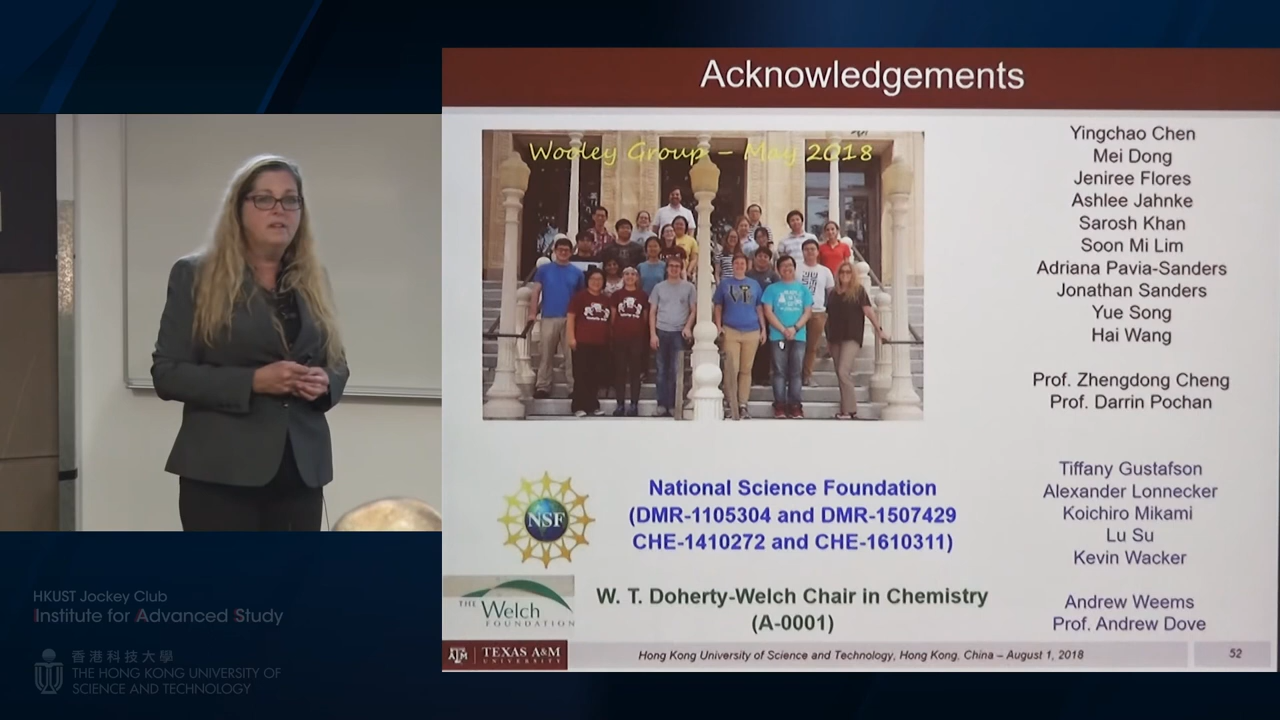 Acknowledgements
Wooley Group – May 2018
Yingchao Chen
Mei Dong
Jeniree Flores
Ashlee Jahnke
Sarosh Khan
Soon Mi Lim
Adriana Pavia-Sanders
Jonathan Sanders
Yue Song
Hai Wang
Prof. Zhengdong Cheng
Prof. Darrin Pochan
Tiffany Gustafson
Alexander Lonnecker
Koichiro Mikami
Lu Su
Kevin Wacker
Andrew Weems
Prof. Andrew Dove
NSF
National Science Foundation
(DMR-1105304 and DMR-1507429
CHE-1410272 and CHE-1610311)
THE Welch
FOUNDATION
W. T. Doherty-Welch Chair in Chemistry
(A-0001)
TEXAS A&M
UNIVERSITY
Hong Kong University of Science and Technology, Hong Kong, China – August 1, 2018
52
HKUST Jockey Club
Institute for Advanced Study
香港科技大學
THE HONG KONG UNIVERSITY OF
SCIENCE AND TECHNOLOGY